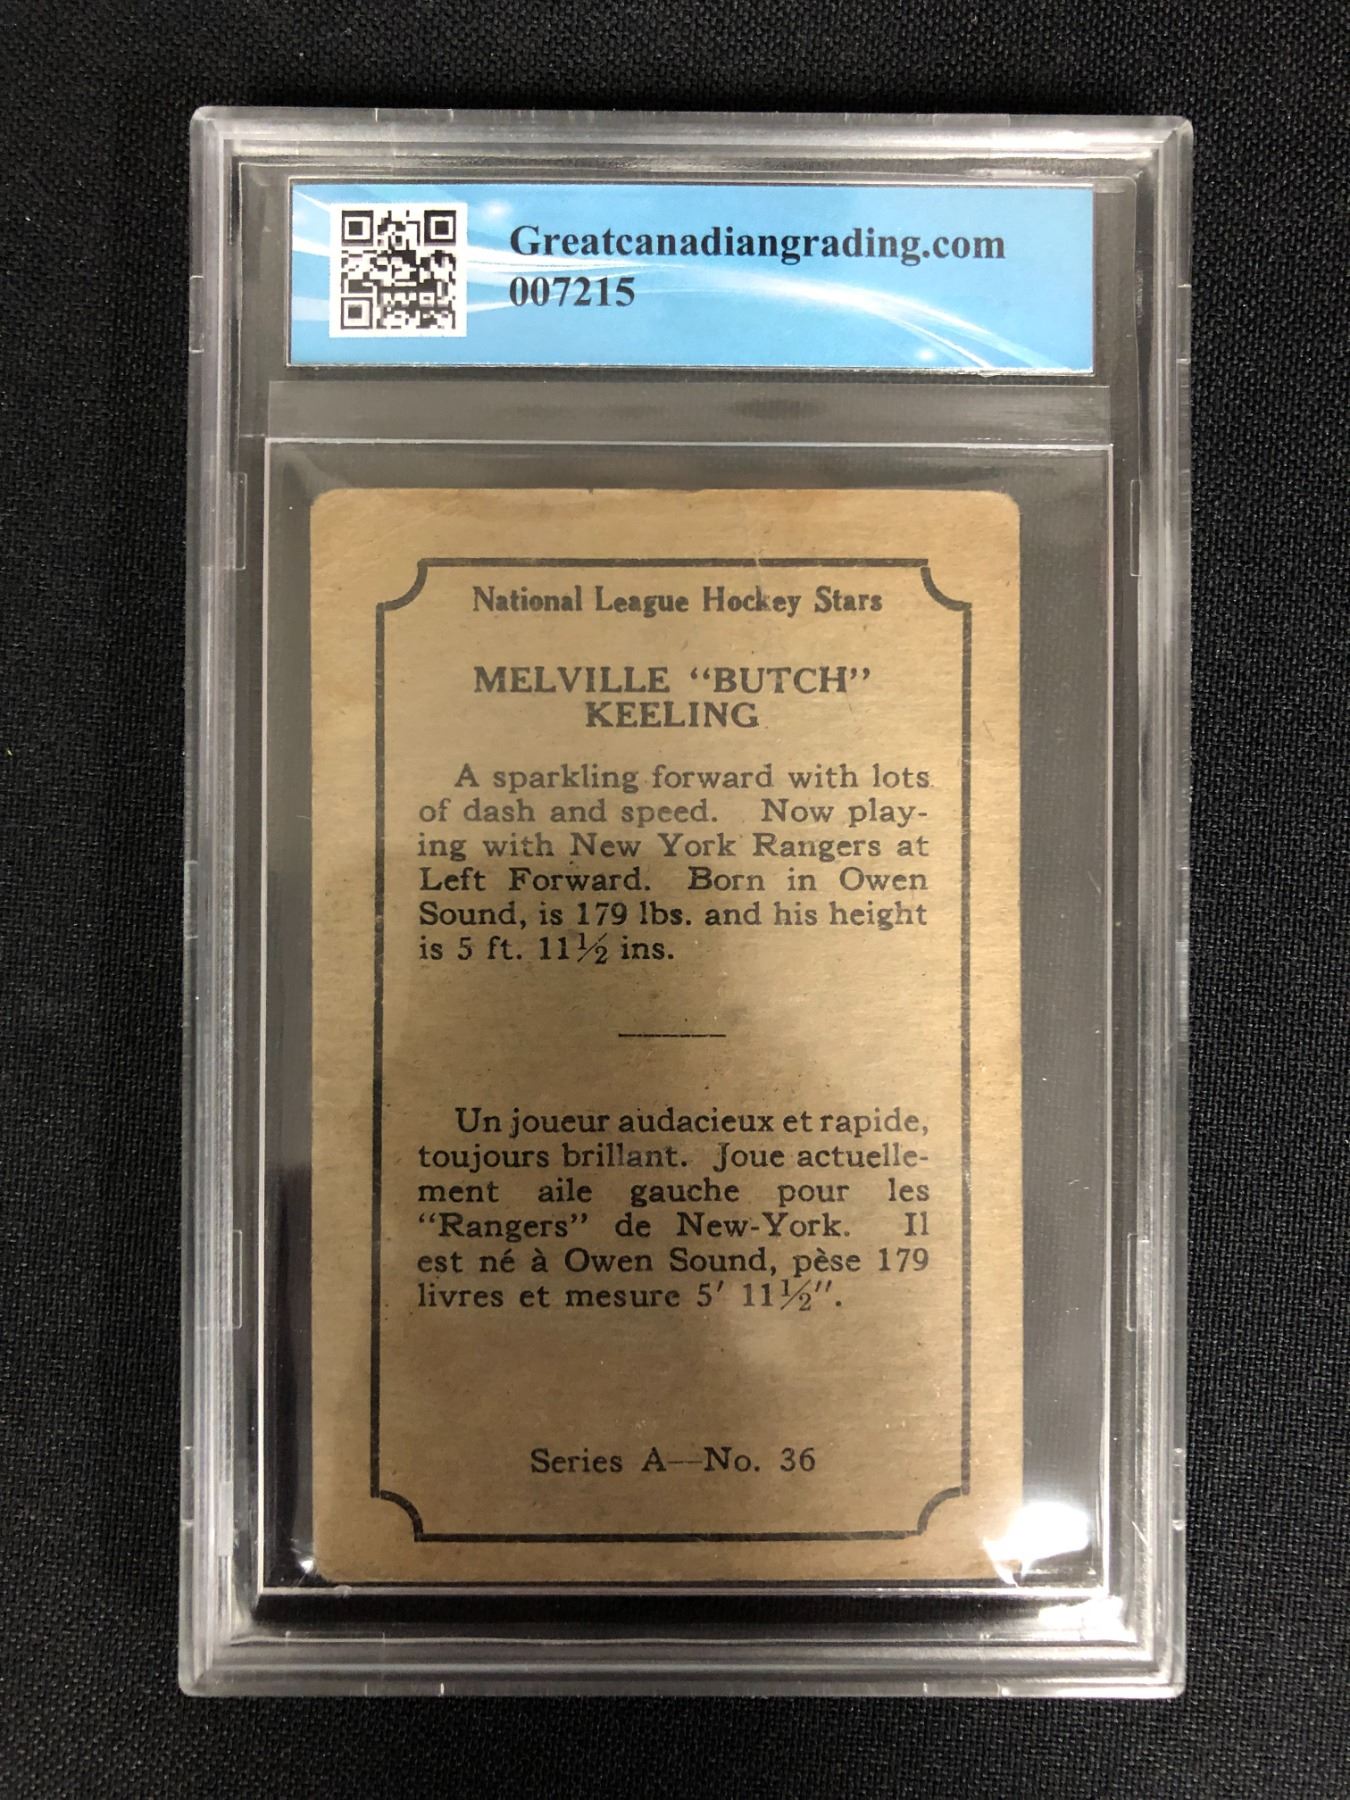 Greatcanadiangrading.com
007215
National League Hockey Stars
MELVILLE “BUTCH”
KEELING
A sparkling forward with lots
of dash and speed. Now play-
ing with New York Rangers at
Left Forward. Born in Owen
Sound, is 179 lbs. and his height
is 5 ft. 11½ ins.
Un joueur audacieux et rapide,
toujours brillant. Joue actuelle-
ment aile gauche pour les
“Rangers” de New-York. Il
est né à Owen Sound, pèse 179
livres et mesure 5′ 11½″.
Series A—No. 36